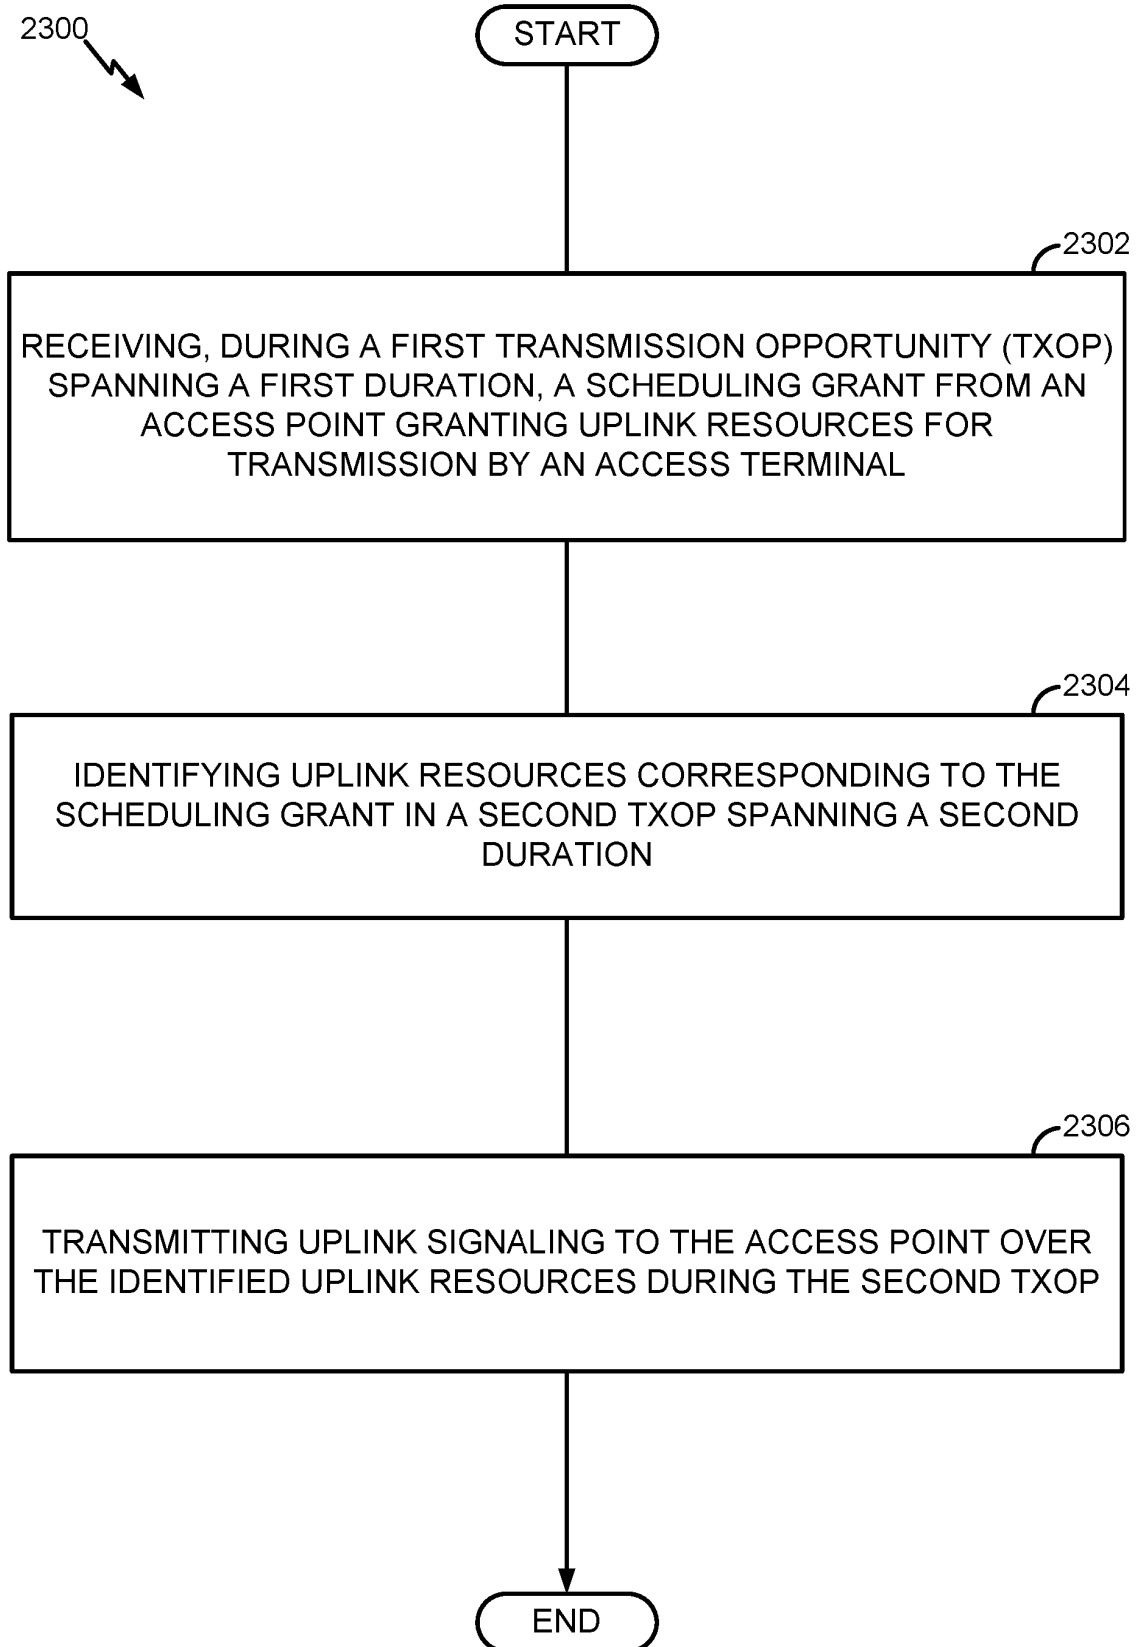 2300
START
2302
RECEIVING, DURING A FIRST TRANSMISSION OPPORTUNITY (TXOP)
SPANNING A FIRST DURATION, A SCHEDULING GRANT FROM AN
ACCESS POINT GRANTING UPLINK RESOURCES FOR
TRANSMISSION BY AN ACCESS TERMINAL
2304
IDENTIFYING UPLINK RESOURCES CORRESPONDING TO THE
SCHEDULING GRANT IN A SECOND TXOP SPANNING A SECOND
DURATION
2306
TRANSMITTING UPLINK SIGNALING TO THE ACCESS POINT OVER
THE IDENTIFIED UPLINK RESOURCES DURING THE SECOND TXOP
END